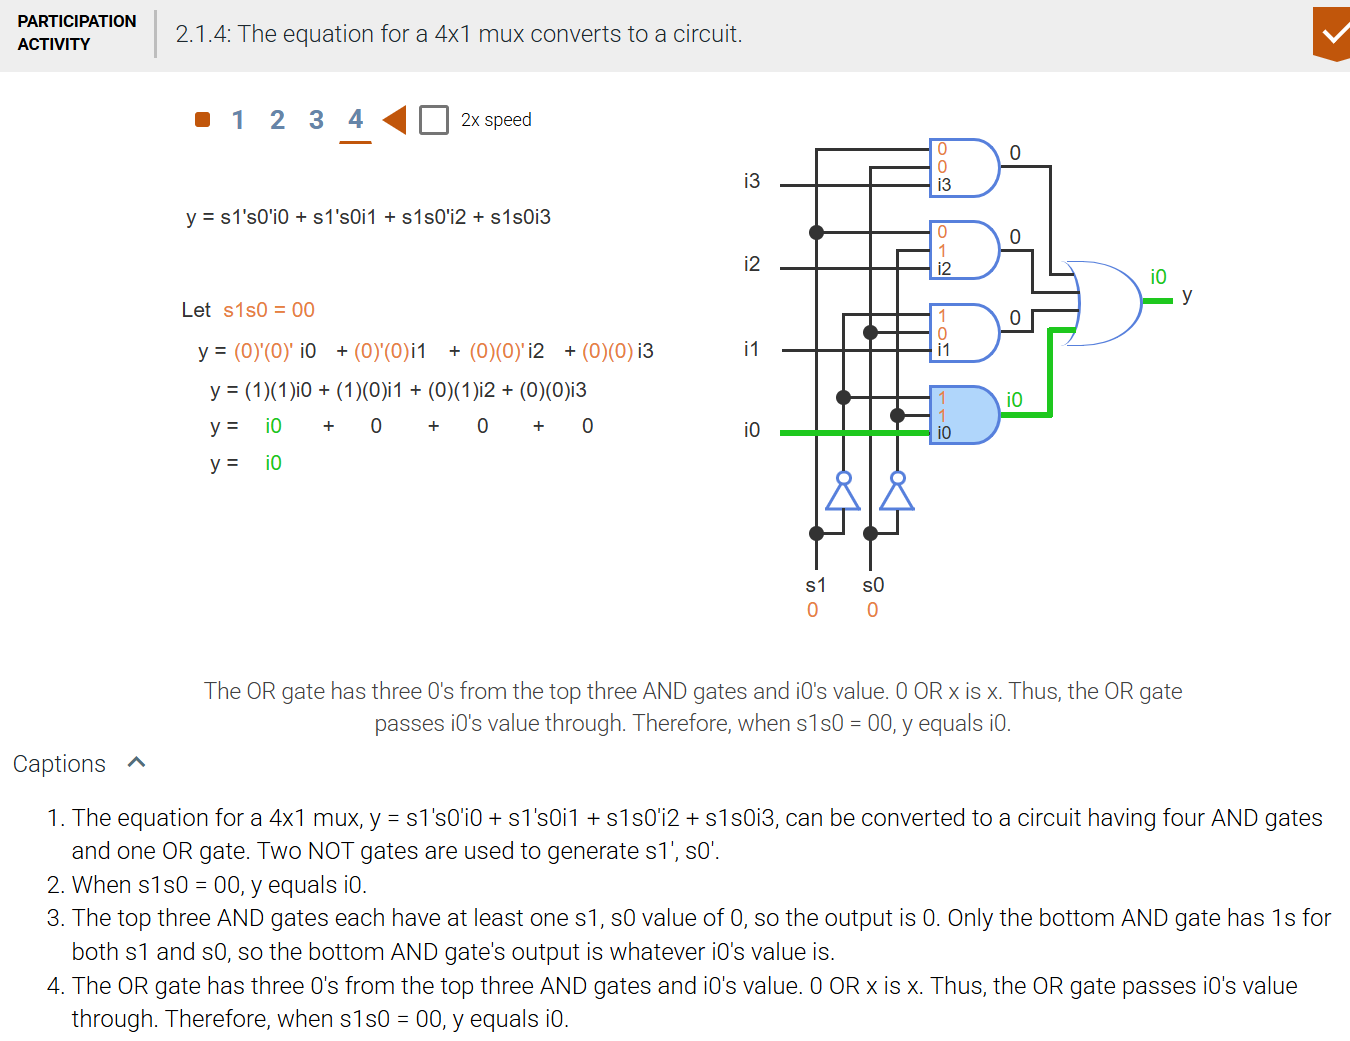 PARTICIPATION
ACTIVITY
2.1.4: The equation for a 4x1 mux converts to a circuit.
1 2 3 4 2x speed
y = s1's0'i0 + s1's0i1 + s1s0'i2 + s1s0i3
Let s1s0 = 00
y = (0)'(0)' i0 + (0)'(0)i1 + (0)(0)' i2 + (0)(0) i3
y = (1)(1)i0 + (1)(0)i1 + (0)(1)i2 + (0)(0)i3
y = i0 + 0 + 0 + 0
y = i0
i3
0
0
i3
0
i2
0
1
i2
0
i1
1
0
i1
0
i0
1
1
i0
i0
i0
y
s1 s0
0 0
The OR gate has three 0's from the top three AND gates and i0's value. 0 OR x is x. Thus, the OR gate
passes i0's value through. Therefore, when s1s0 = 00, y equals i0.
Captions
1. The equation for a 4x1 mux, y = s1's0'i0 + s1's0i1 + s1s0'i2 + s1s0i3, can be converted to a circuit having four AND gates
and one OR gate. Two NOT gates are used to generate s1', s0'.
2. When s1s0 = 00, y equals i0.
3. The top three AND gates each have at least one s1, s0 value of 0, so the output is 0. Only the bottom AND gate has 1s for
both s1 and s0, so the bottom AND gate's output is whatever i0's value is.
4. The OR gate has three 0's from the top three AND gates and i0's value. 0 OR x is x. Thus, the OR gate passes i0's value
through. Therefore, when s1s0 = 00, y equals i0.